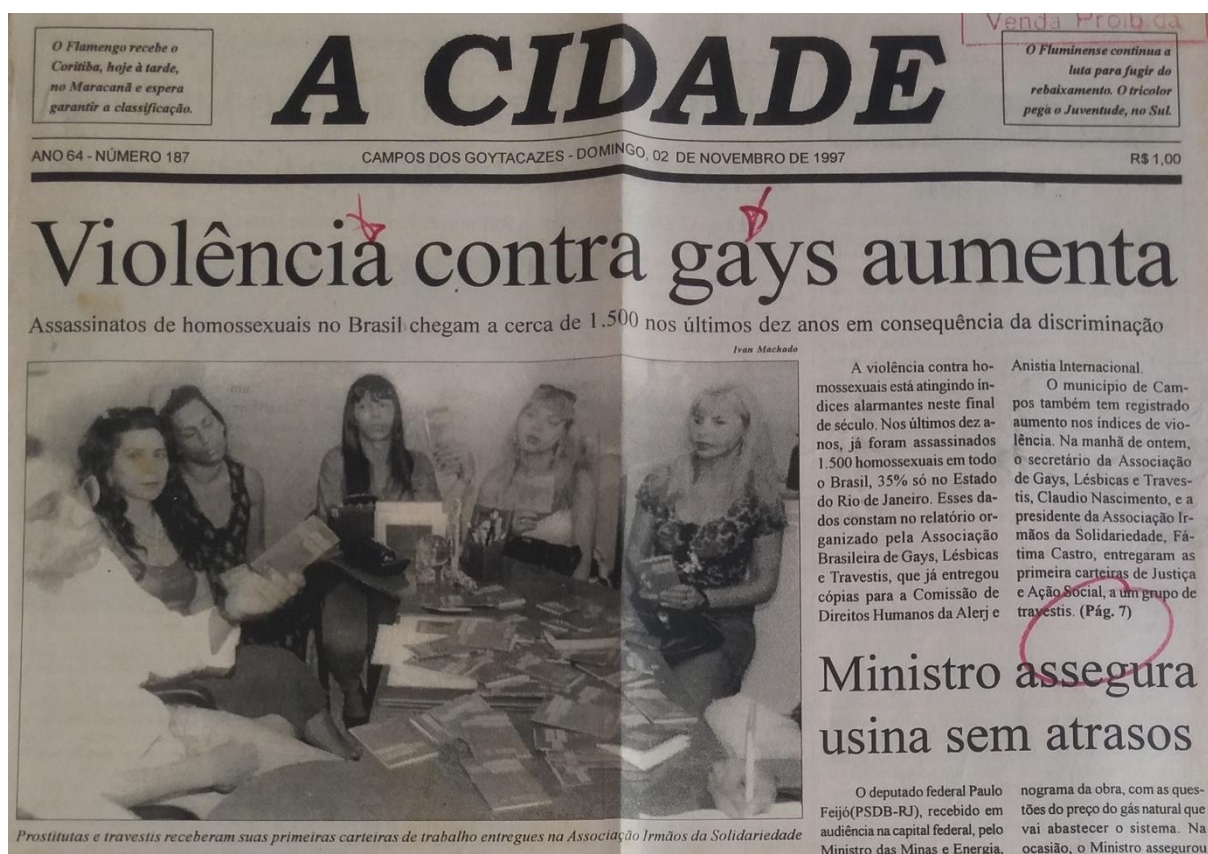 Venda Proibida
O Flamengo recebe o
Coritiba, hoje à tarde,
no Maracanã e espera
garantir a classificação.
A CIDADE
O Fluminense continua a
luta para fugir do
rebaixamento. O tricolor
pega o Juventude, no Sul.
ANO 64 - NÚMERO 187
CAMPOS DOS GOYTACAZES - DOMINGO, 02 DE NOVEMBRO DE 1997
R$ 1,00
Violência contra gays aumenta
Assassinatos de homossexuais no Brasil chegam a cerca de 1.500 nos últimos dez anos em consequência da discriminação
Ivan Machado
Prostitutas e travestis receberam suas primeiras carteiras de trabalho entregues na Associação Irmãos da Solidariedade
A violência contra ho-
mossexuais está atingindo ín-
dices alarmantes neste final
de século. Nos últimos dez a-
nos, já foram assassinados
1.500 homossexuais em todo
o Brasil, 35% só no Estado
do Rio de Janeiro. Esses da-
dos constam no relatório or-
ganizado pela Associação
Brasileira de Gays, Lésbicas
e Travestis, que já entregou
cópias para a Comissão de
Direitos Humanos da Alerj e
Anistia Internacional.
O município de Cam-
pos também tem registrado
aumento nos índices de vio-
lência. Na manhã de ontem,
o secretário da Associação
de Gays, Lésbicas e Traves-
tis, Claudio Nascimento, e a
presidente da Associação Ir-
mãos da Solidariedade, Fá-
tima Castro, entregaram as
primeira carteiras de Justiça
e Ação Social, a um grupo de
travestis. (Pág. 7)
Ministro assegura
usina sem atrasos
O deputado federal Paulo
Feijó(PSDB-RJ), recebido em
audiência na capital federal, pelo
Ministro das Minas e Energia,
nograma da obra, com as ques-
tões do preço do gás natural que
vai abastecer o sistema. Na
ocasião, o Ministro assegurou